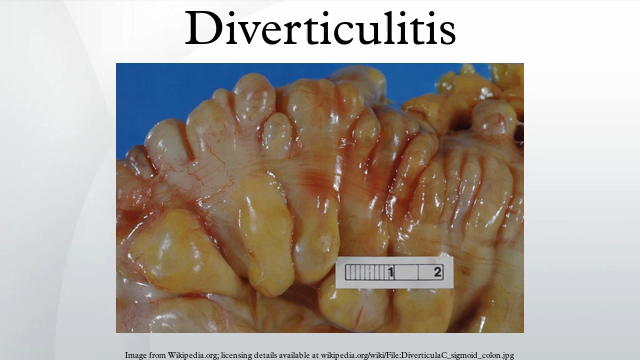 Diverticulitis
1 2
Image from Wikipedia.org; licensing details available at wikipedia.org/wiki/File:DiverticulaC_sigmoid_colon.jpg